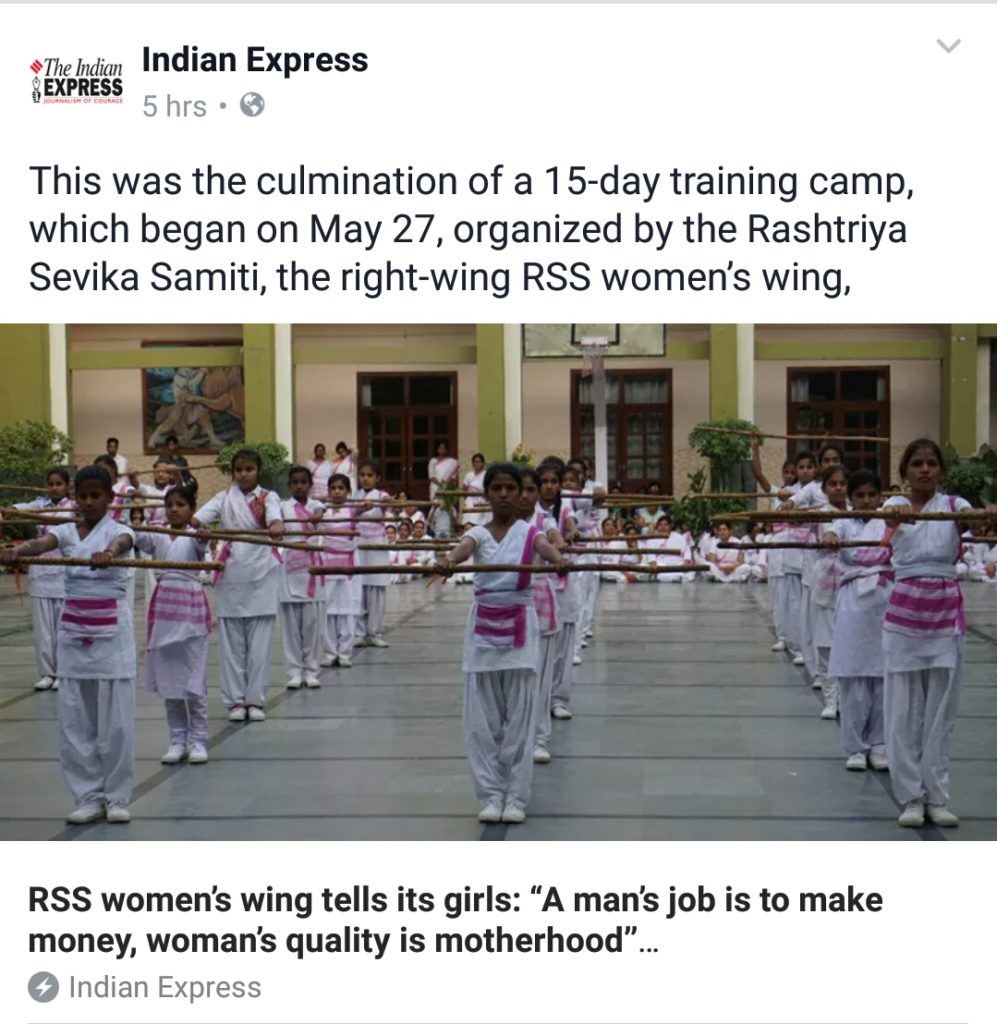 The Indian
EXPRESS
JOURNALISM OF COURAGE
Indian Express
5 hrs
This was the culmination of a 15-day training camp,
which began on May 27, organized by the Rashtriya
Sevika Samiti, the right-wing RSS women’s wing,
RSS women’s wing tells its girls: “A man’s job is to make
money, woman’s quality is motherhood”...
Indian Express